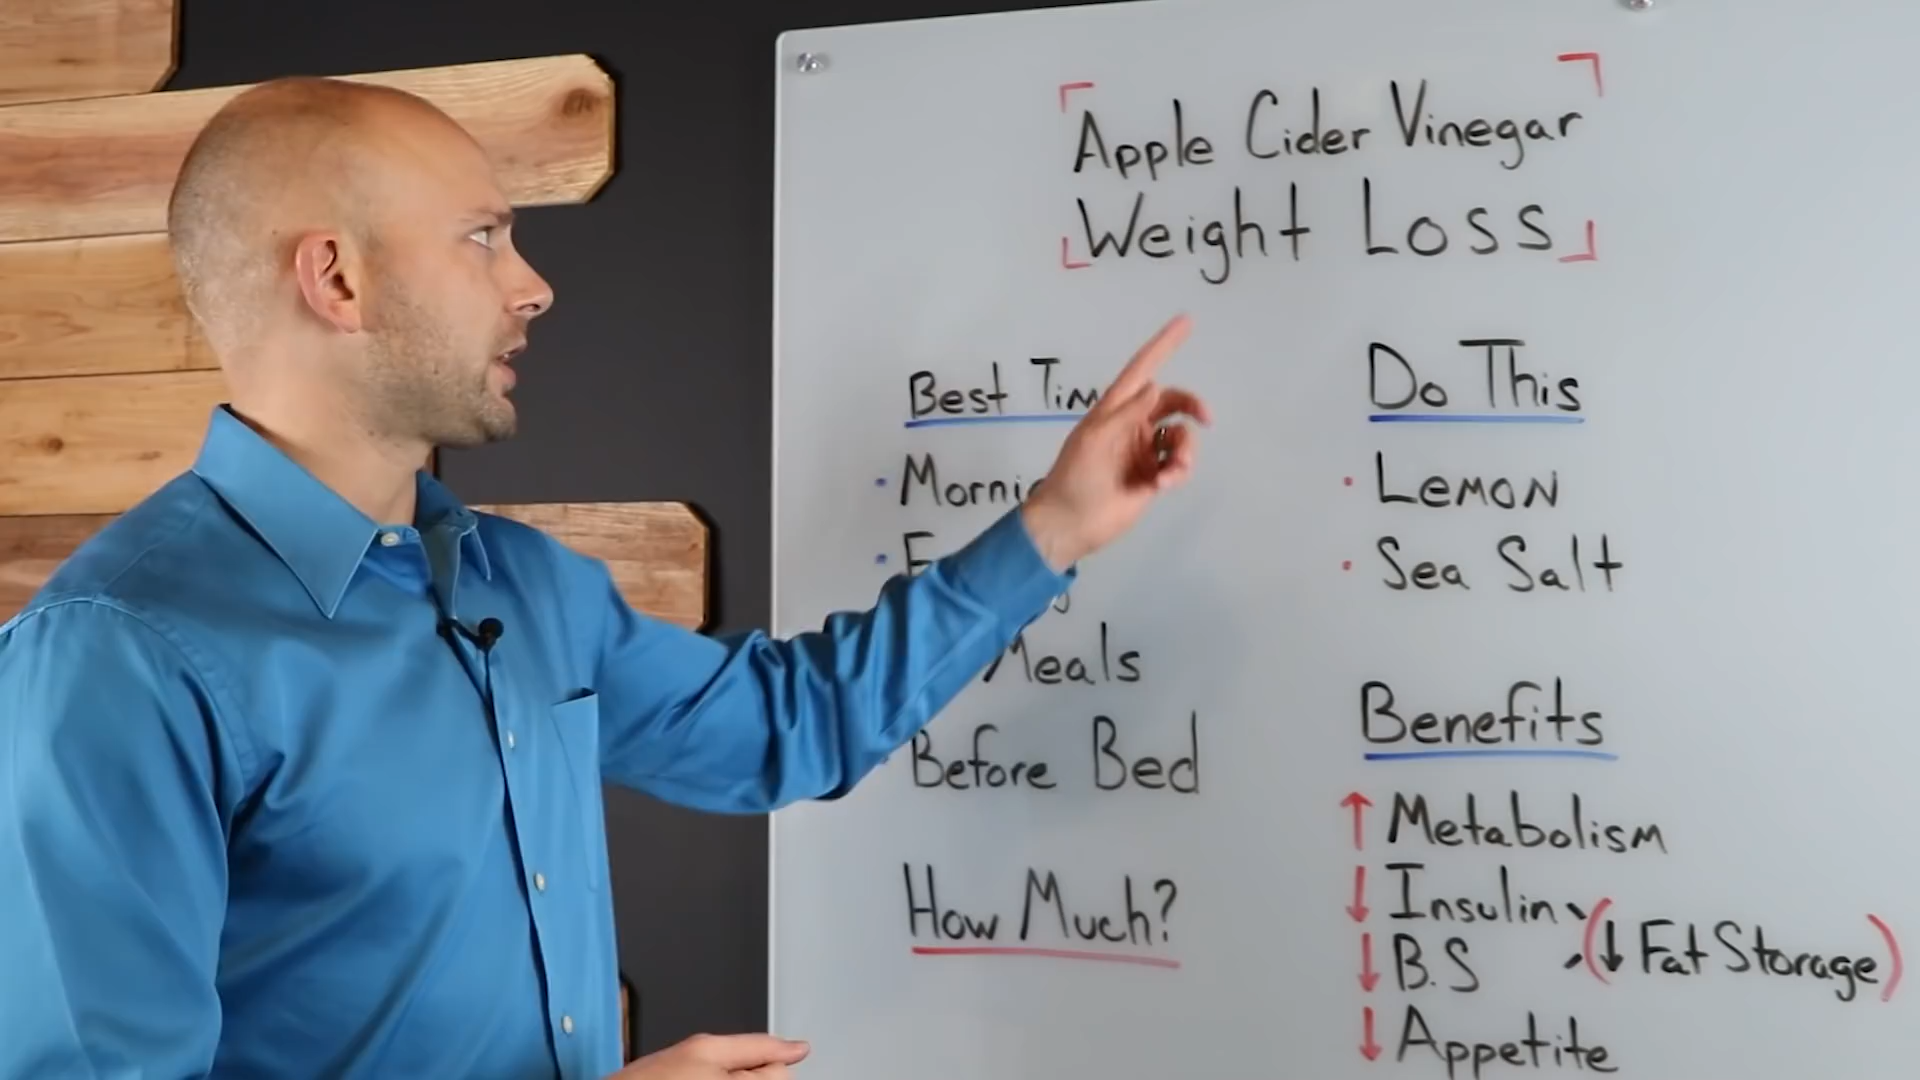 Apple Cider Vinegar
Weight Loss
Best
Meals
Before Bed
How Much?
Do This
• Lemon
• Sea Salt
Benefits
↑ Metabolism
↓ Insulin
↓ B.S
(↓ Fat Storage)
↓ Appetite